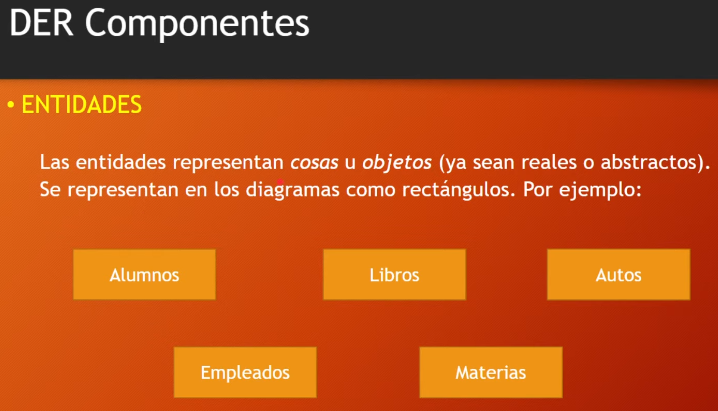 DER Componentes
• ENTIDADES
Las entidades representan cosas u objetos (ya sean reales o abstractos).
Se representan en los diagramas como rectángulos. Por ejemplo:
Alumnos Libros Autos
Empleados Materias